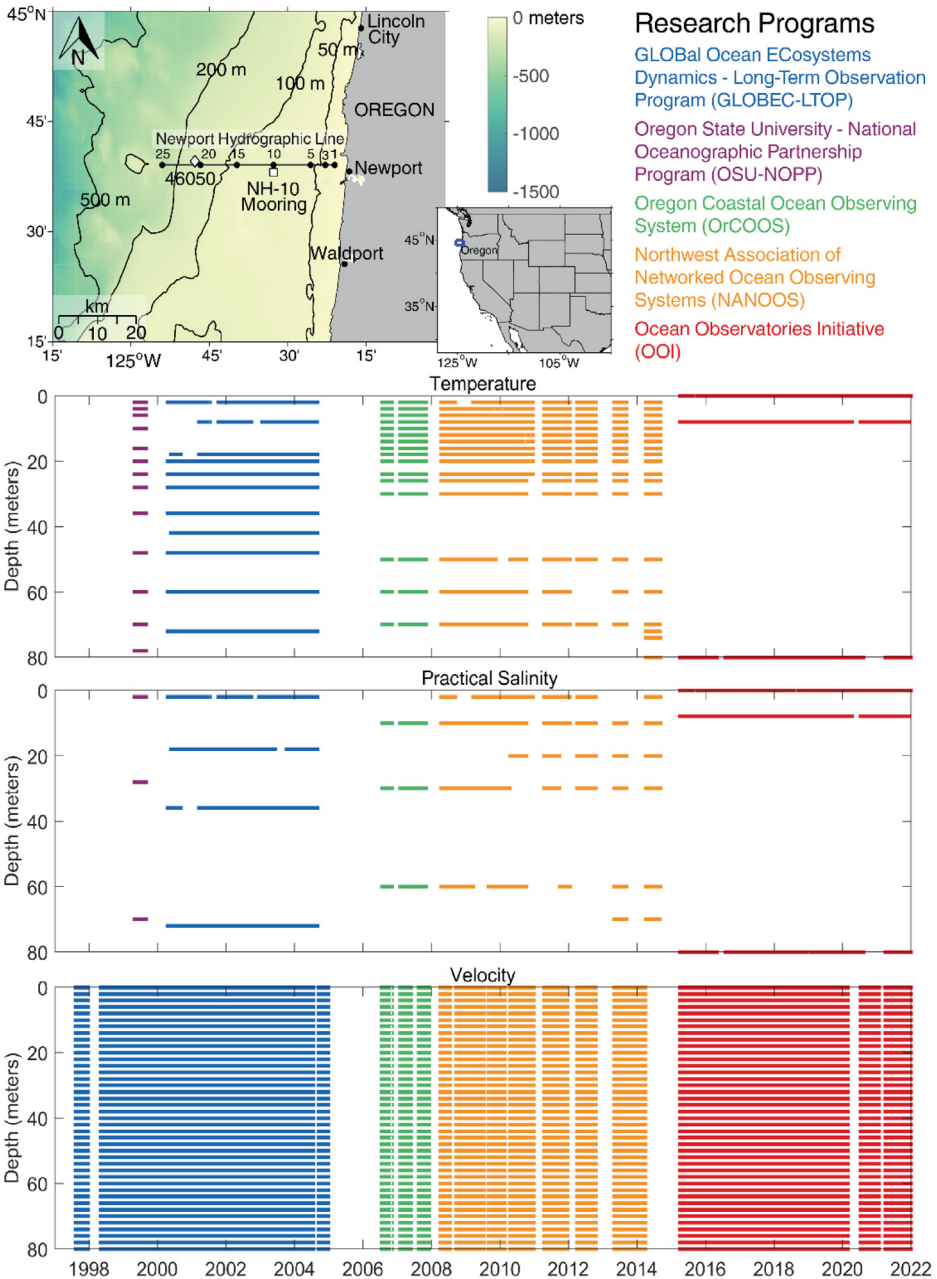 45°N
45'
30'
15'
15'
125°W
45'
30'
15'
N
200 m
50 m
100 m
500 m
Lincoln
City
OREGON
Newport Hydrographic Line
25 20 15 10 5 3 1
46050
NH-10
Mooring
Newport
Waldport
km
0 10 20
0 meters
-500
-1000
-1500
45°N
35°N
Oregon
125°W
105°W
Research Programs
GLOBal Ocean ECosystems
Dynamics - Long-Term Observation
Program (GLOBEC-LTOP)
Oregon State University - National
Oceanographic Partnership
Program (OSU-NOPP)
Oregon Coastal Ocean Observing
System (OrCOOS)
Northwest Association of
Networked Ocean Observing
Systems (NANOOS)
Ocean Observatories Initiative
(OOI)
Temperature
Depth (meters)
0
20
40
60
80
Practical Salinity
Depth (meters)
0
20
40
60
80
Velocity
Depth (meters)
0
20
40
60
80
1998 2000 2002 2004 2006 2008 2010 2012 2014 2016 2018 2020 2022